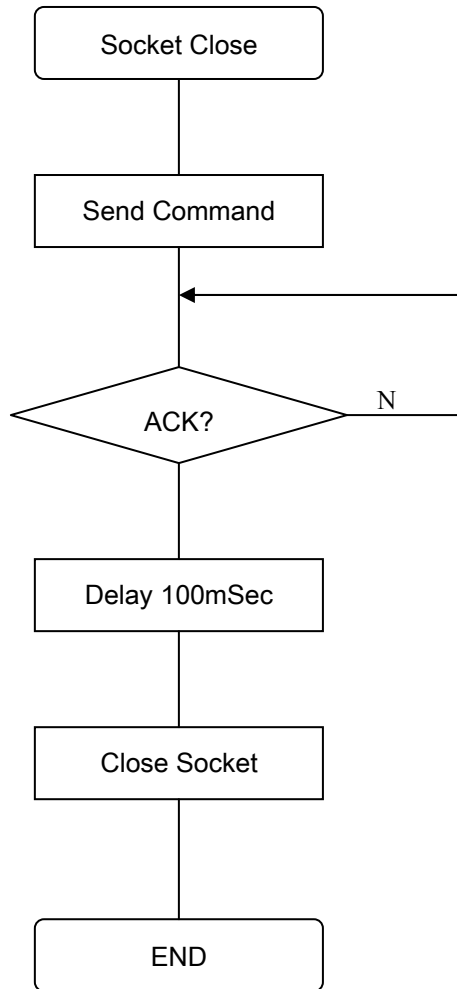 Socket Close
Send Command
ACK?
N
Delay 100mSec
Close Socket
END